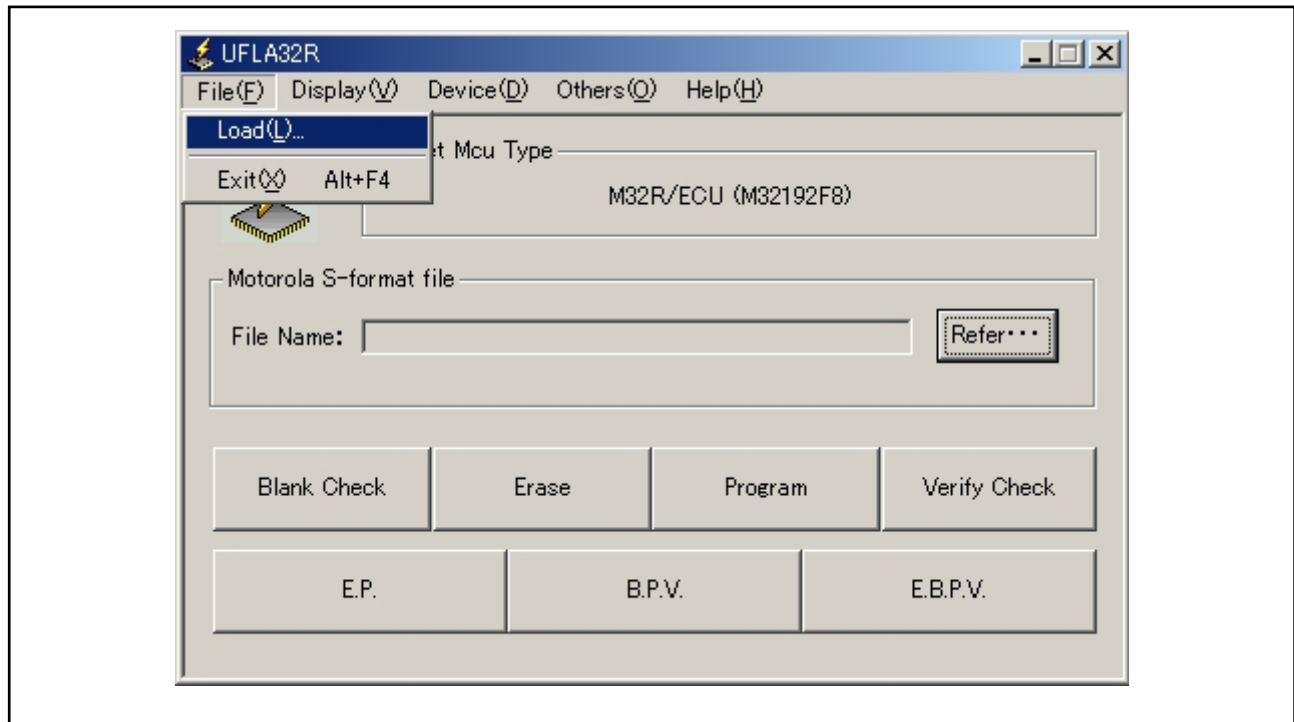 UFLA32R
File(F) Display(V) Device(D) Others(O) Help(H)
Load(L)...
Exit(X) Alt+F4
Mcu Type
M32R/ECU (M32192F8)
Motorola S-format file
File Name:
Refer・・・
Blank Check
Erase
Program
Verify Check
E.P.
B.P.V.
E.B.P.V.